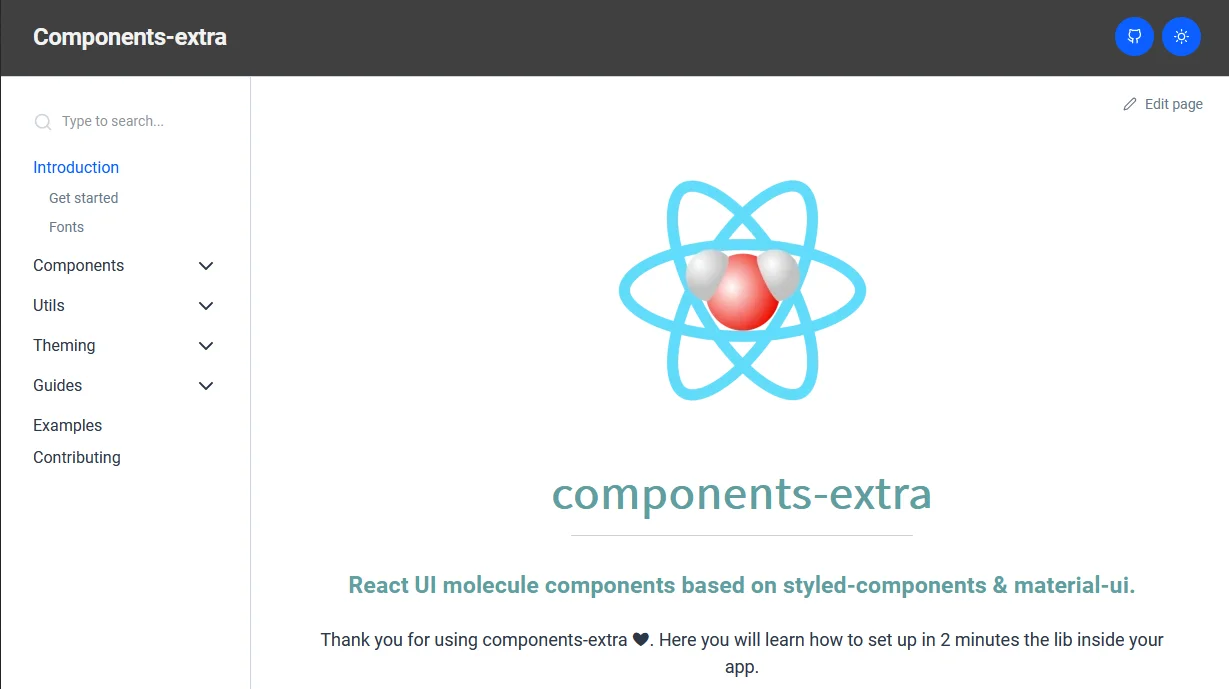 Components-extra
Edit page
Type to search...
Introduction
Get started
Fonts
Components
Utils
Theming
Guides
Examples
Contributing
components-extra
React UI molecule components based on styled-components & material-ui.
Thank you for using components-extra 🖤. Here you will learn how to set up in 2 minutes the lib inside your
app.